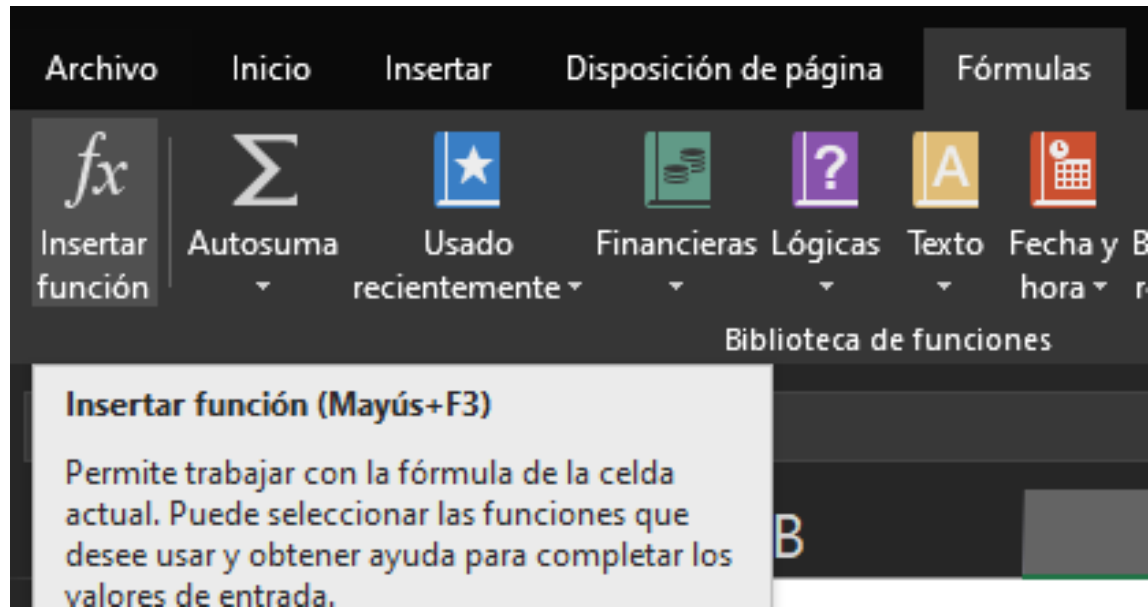 Archivo Inicio Insertar Disposición de página Fórmulas
fx
Insertar función
Autosuma
Usado recientemente
Financieras
Lógicas
Texto
Fecha y hora
Biblioteca de funciones
Insertar función (Mayús+F3)
Permite trabajar con la fórmula de la celda
actual. Puede seleccionar las funciones que
desee usar y obtener ayuda para completar los
valores de entrada.
B